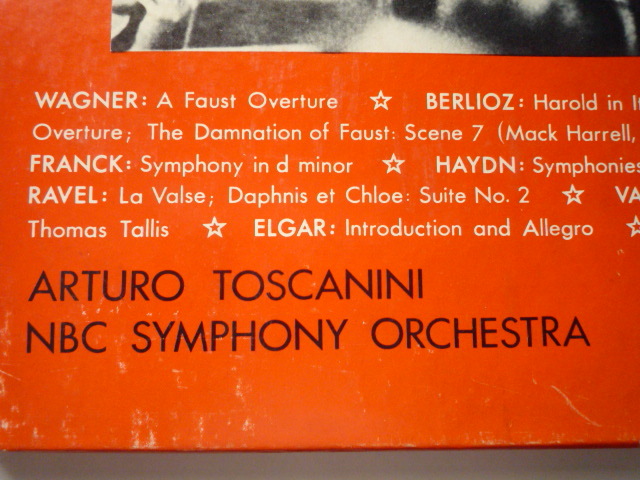 WAGNER: A Faust Overture ☆ BERLIOZ: Harold in
Overture; The Damnation of Faust: Scene 7 (Mack Harrell,
FRANCK: Symphony in d minor ☆ HAYDN: Symphonies
RAVEL: La Valse; Daphnis et Chloe: Suite No. 2 ☆
Thomas Tallis ☆ ELGAR: Introduction and Allegro ☆
ARTURO TOSCANINI
NBC SYMPHONY ORCHESTRA